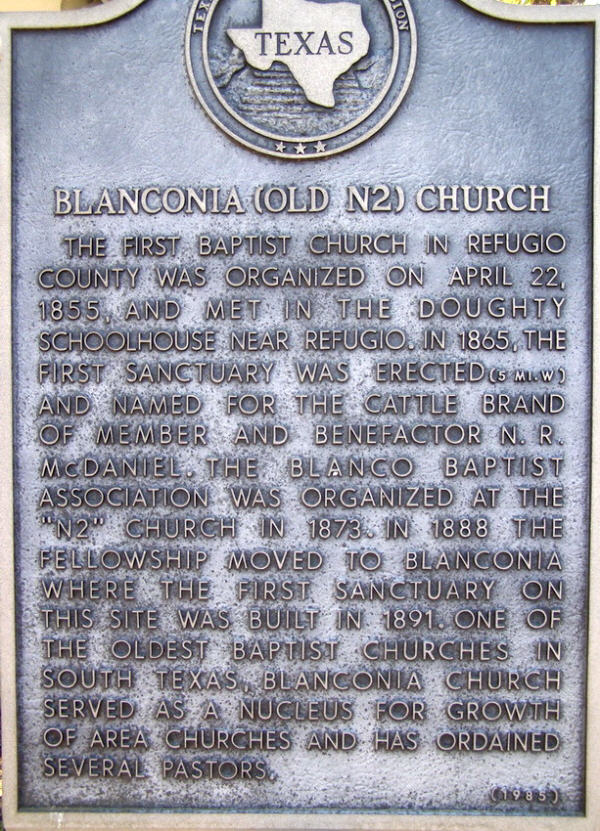 TEXAS
BLANCONIA (OLD N2) CHURCH
THE FIRST BAPTIST CHURCH IN REFUGIO
COUNTY WAS ORGANIZED ON APRIL 22,
1855, AND MET IN THE DOUGHTY
SCHOOLHOUSE NEAR REFUGIO. IN 1865, THE
FIRST SANCTUARY WAS ERECTED (5 MI. W)
AND NAMED FOR THE CATTLE BRAND
OF MEMBER AND BENEFACTOR N. R.
McDANIEL. THE BLANCO BAPTIST
ASSOCIATION WAS ORGANIZED AT THE
"N2" CHURCH IN 1873. IN 1888 THE
FELLOWSHIP MOVED TO BLANCONIA
WHERE THE FIRST SANCTUARY ON
THIS SITE WAS BUILT IN 1891. ONE OF
THE OLDEST BAPTIST CHURCHES IN
SOUTH TEXAS, BLANCONIA CHURCH
SERVED AS A NUCLEUS FOR GROWTH
OF AREA CHURCHES AND HAS ORDAINED
SEVERAL PASTORS.
(1985)